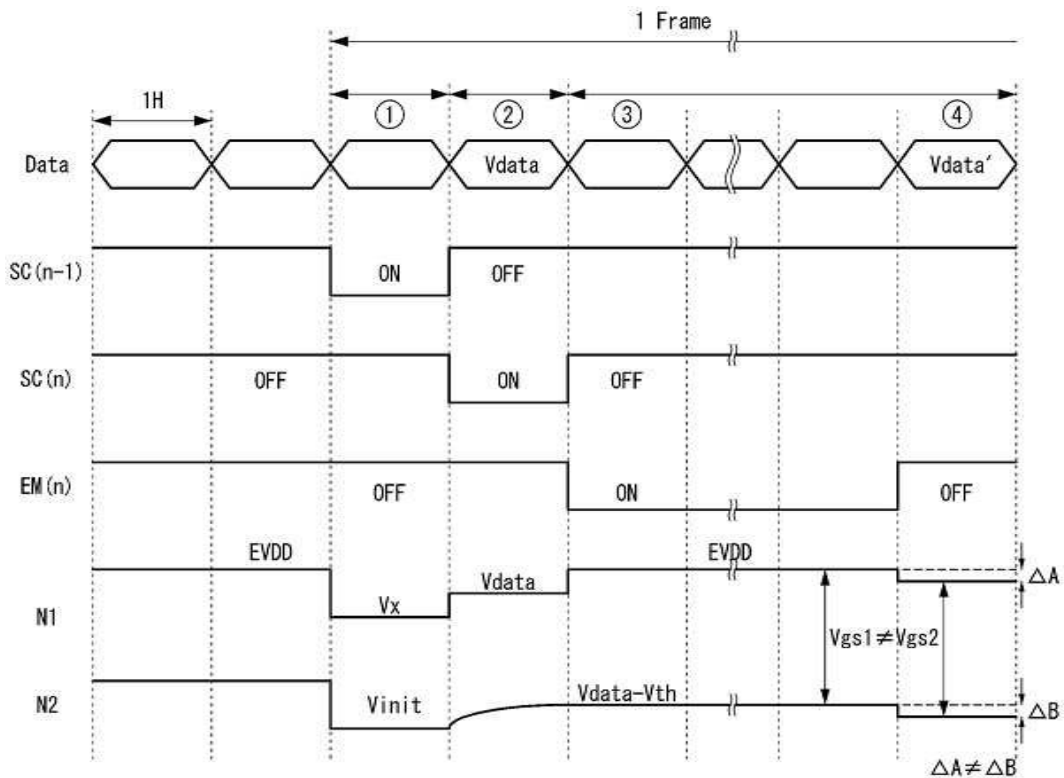 1 Frame
1H ① ② ③ ④
Data Vdata Vdata′
SC(n-1) ON OFF
SC(n) OFF ON OFF
EM(n) OFF ON OFF
EVDD EVDD
N1 Vx Vdata △A
Vgs1≠Vgs2
N2 Vinit Vdata-Vth △B
△A≠△B